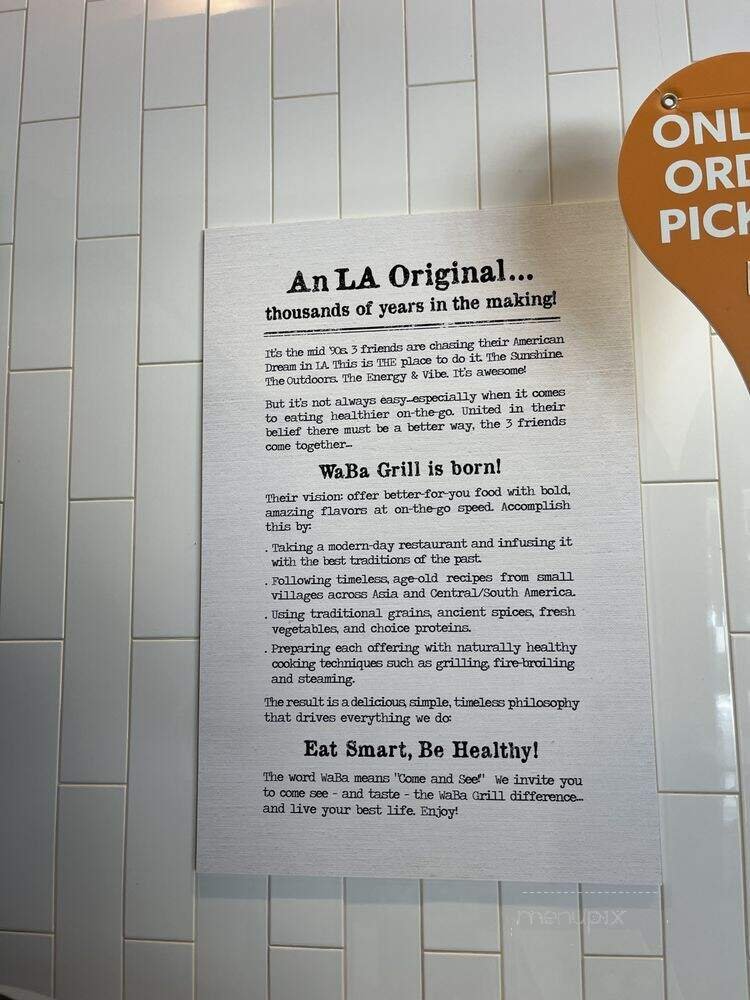 An LA Original...
thousands of years in the making!
It's the mid '90s. 3 friends are chasing their American
Dream in LA. This is THE place to do it. The Sunshine.
The Outdoors. The Energy & Vibe. It's awesome!
But it's not always easy...especially when it comes
to eating healthier on-the-go. United in their
belief there must be a better way, the 3 friends
come together...
WaBa Grill is born!
Their vision: offer better-for-you food with bold,
amazing flavors at on-the-go speed. Accomplish
this by:
. Taking a modern-day restaurant and infusing it
with the best traditions of the past.
. Following timeless, age-old recipes from small
villages across Asia and Central/South America.
. Using traditional grains, ancient spices, fresh
vegetables, and choice proteins.
. Preparing each offering with naturally healthy
cooking techniques such as grilling, fire-broiling
and steaming.
The result is a delicious, simple, timeless philosophy
that drives everything we do:
Eat Smart, Be Healthy!
The word WaBa means "Come and See!" We invite you
to come see - and taste - the WaBa Grill difference...
and live your best life. Enjoy!
ONL
ORD
PICK
menupix